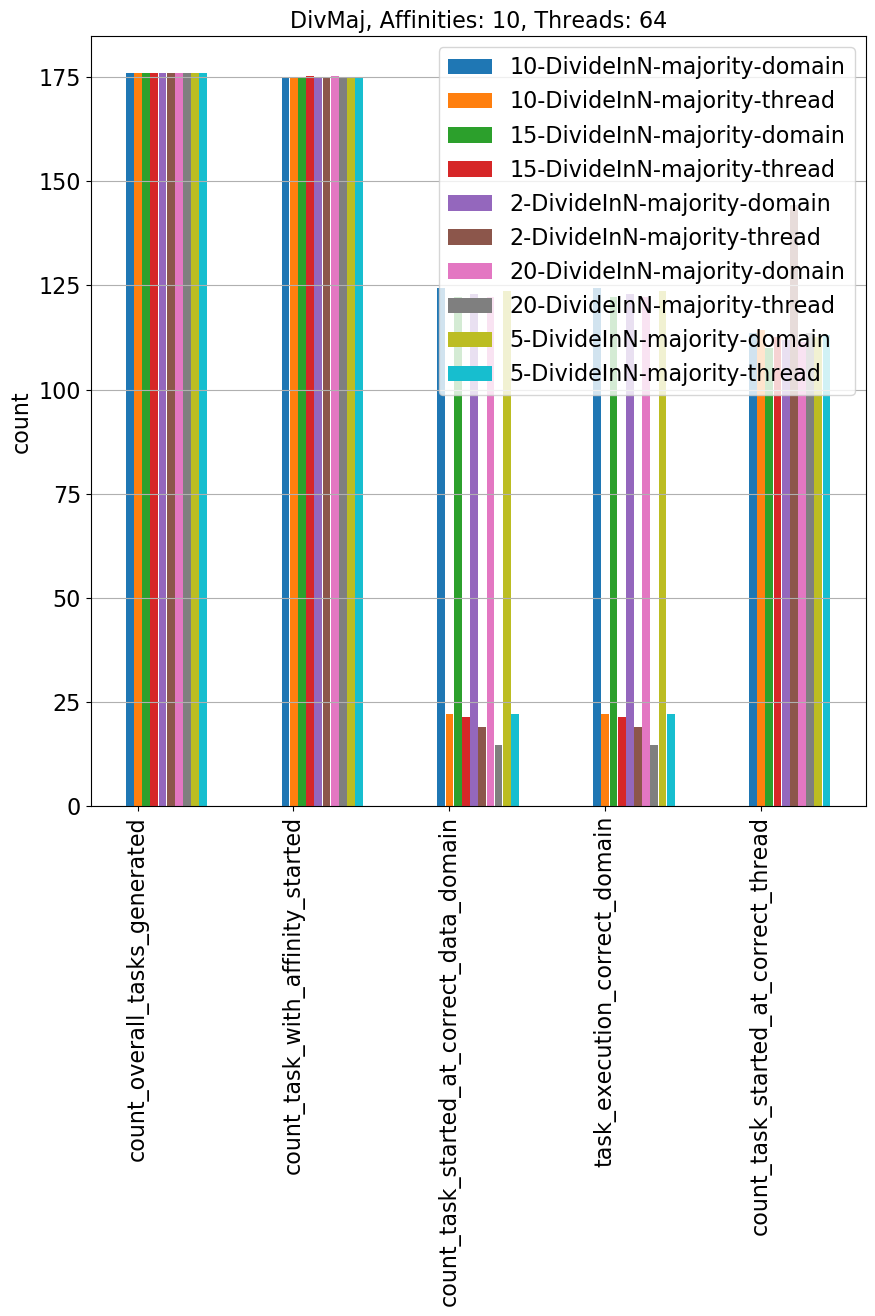 DivMaj, Affinities: 10, Threads: 64
10-DivideInN-majority-domain
10-DivideInN-majority-thread
15-DivideInN-majority-domain
15-DivideInN-majority-thread
2-DivideInN-majority-domain
2-DivideInN-majority-thread
20-DivideInN-majority-domain
20-DivideInN-majority-thread
5-DivideInN-majority-domain
5-DivideInN-majority-thread
count
175
150
125
100
75
50
25
0
count_overall_tasks_generated
count_task_with_affinity_started
count_task_started_at_correct_data_domain
task_execution_correct_domain
count_task_started_at_correct_thread